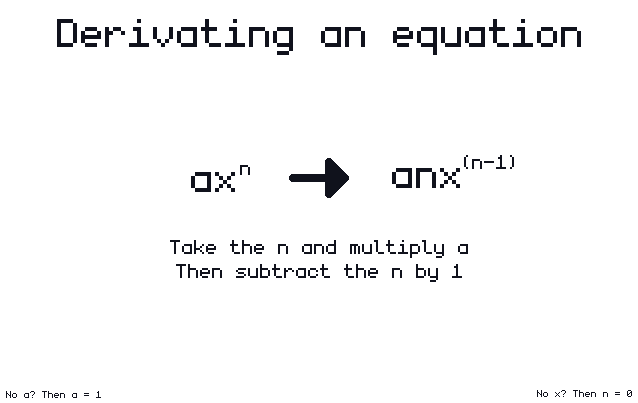 Derivating an equation
axⁿ → anx⁽ⁿ⁻¹⁾
Take the n and multiply a
Then subtract the n by 1
No a? Then a = 1
No x? Then n = 0